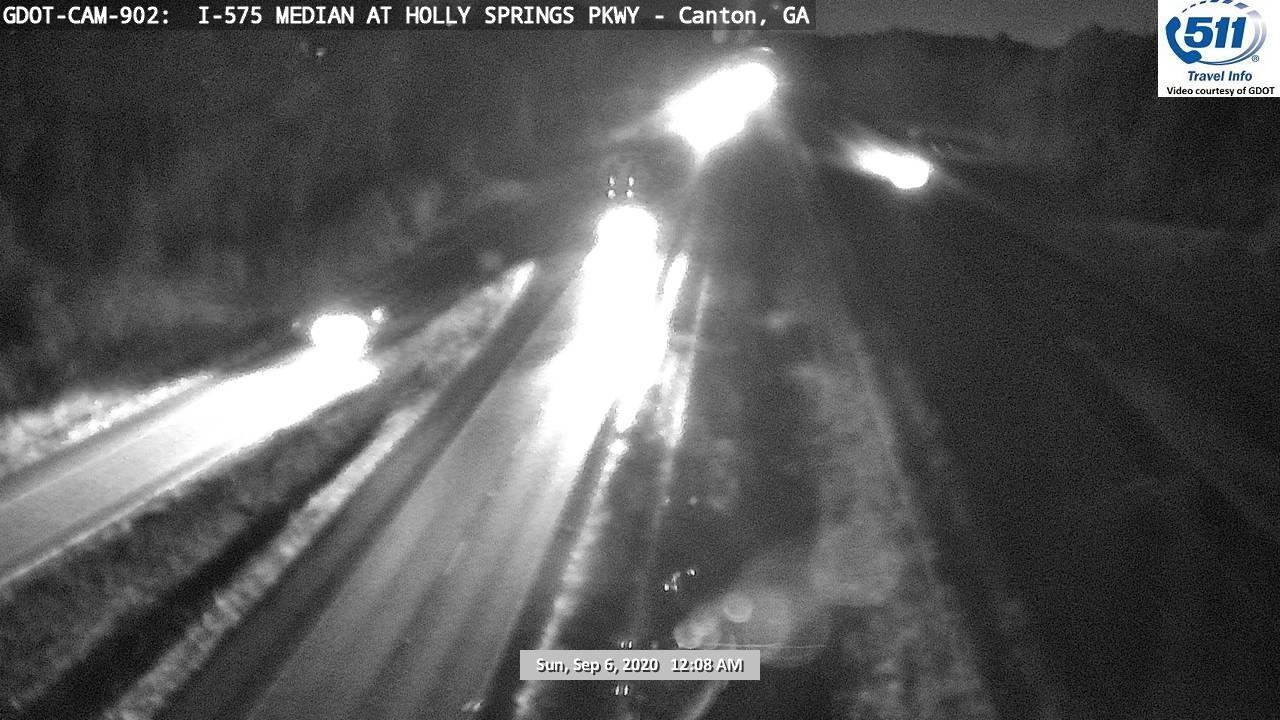 GDOT-CAM-902:  I-575 MEDIAN AT HOLLY SPRINGS PKWY - Canton, GA
511
®
Travel Info
Video courtesy of GDOT
Sun, Sep 6, 2020  12:08 AM